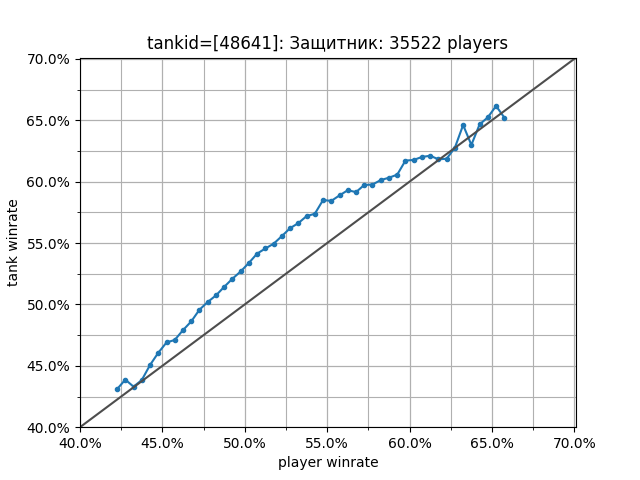 tankid=[48641]: Защитник: 35522 players
70.0%
65.0%
60.0%
55.0%
50.0%
45.0%
40.0%
tank winrate
40.0% 45.0% 50.0% 55.0% 60.0% 65.0% 70.0%
player winrate